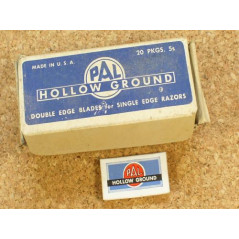 MADE IN U.S.A
20 PKGS. 5s
PAL
HOLLOW GROUND
DOUBLE EDGE BLADES for SINGLE EDGE RAZORS
PAL
HOLLOW GROUND